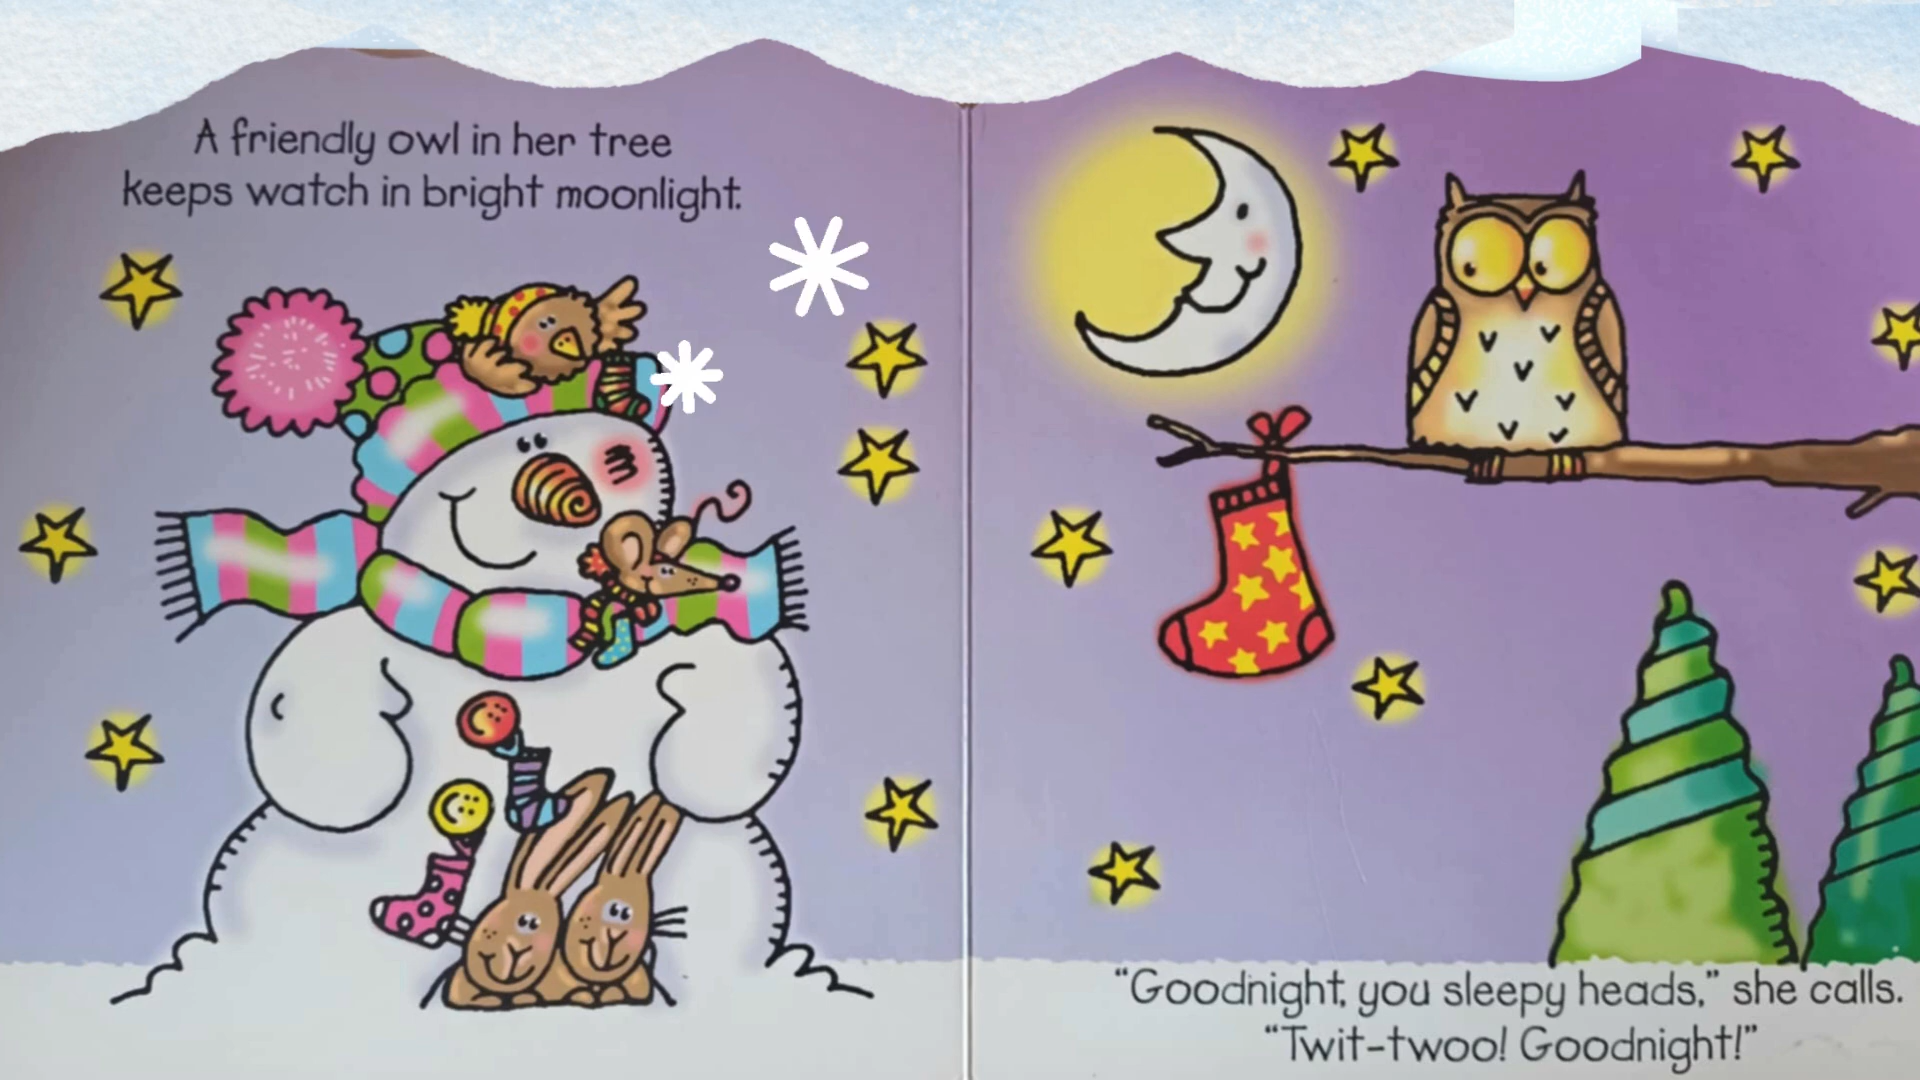 A friendly owl in her tree
keeps watch in bright moonlight.
“Goodnight, you sleepy heads,” she calls.
“Twit-twoo! Goodnight!”